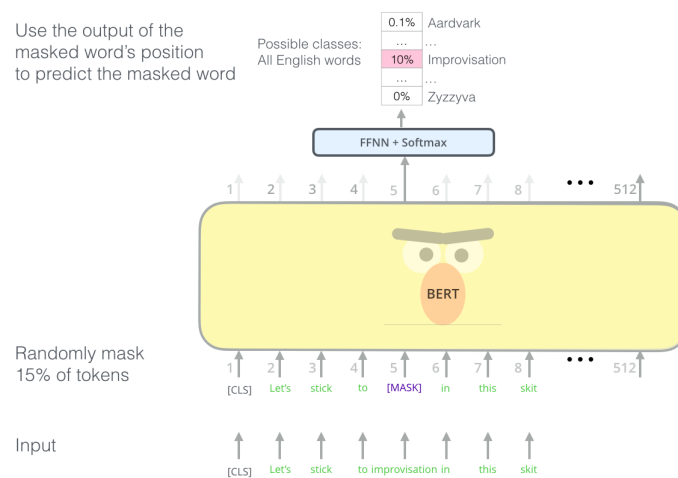 Use the output of the
masked word's position
to predict the masked word
Possible classes:
All English words
0.1% Aardvark
... ...
10% Improvisation
... ...
0% Zyzzyva
FFNN + Softmax
1 2 3 4 5 6 7 8 ••• 512
BERT
Randomly mask
15% of tokens
1 2 3 4 5 6 7 8 ••• 512
[CLS] Let's stick to [MASK] in this skit
Input
[CLS] Let's stick to improvisation in this skit